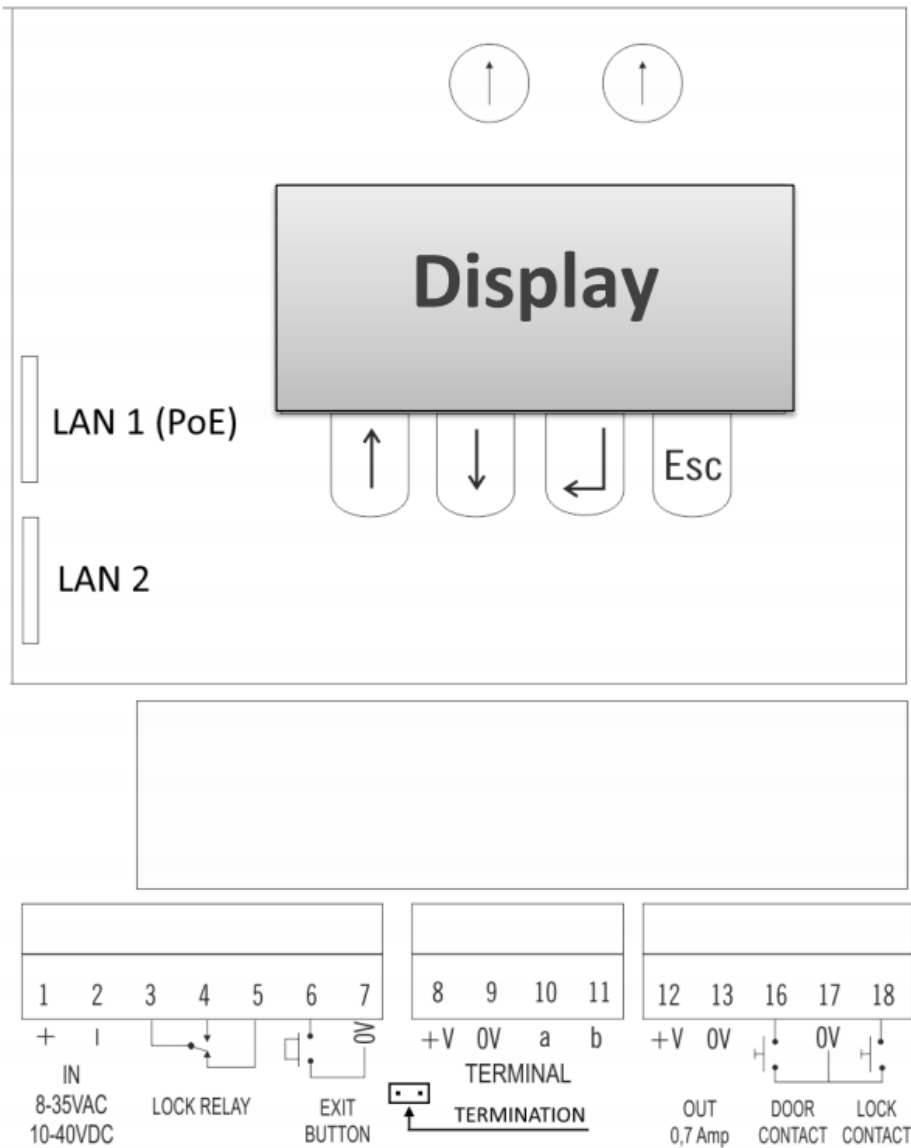 Display
LAN 1 (PoE)
Esc
LAN 2
1 2 3 4 5 6 7 8 9 10 11 12 13 16 17 18
+ I 0V +V 0V a b +V 0V 0V
IN
8-35VAC
10-40VDC
LOCK RELAY
EXIT
BUTTON
TERMINAL
TERMINATION
OUT
0,7 Amp
DOOR
CONTACT
LOCK
CONTACT